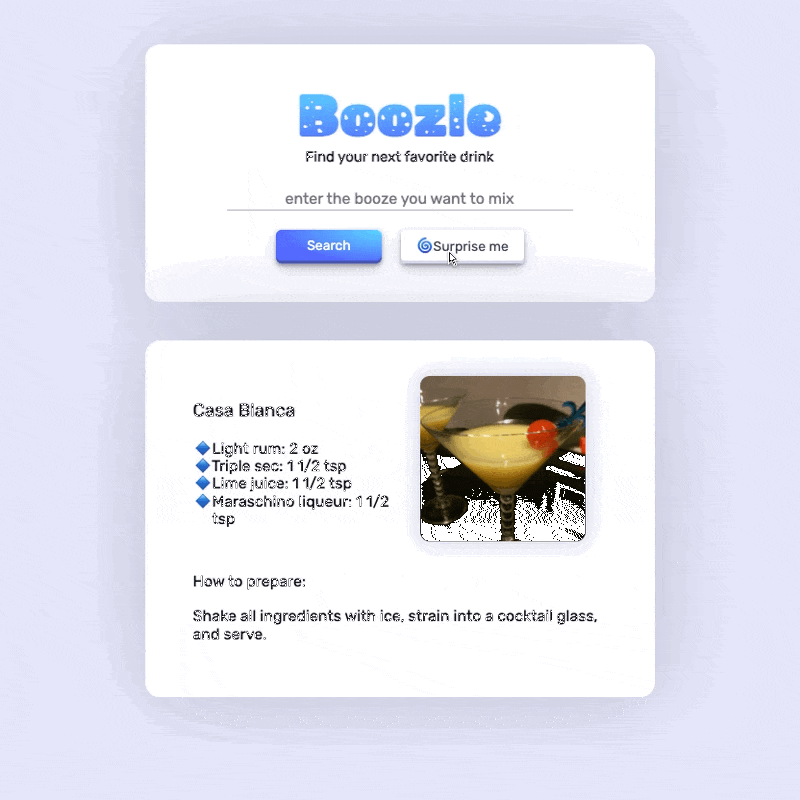 Boozle
Find your next favorite drink
enter the booze you want to mix
Search
🌀Surprise me
Casa Blanca
🔹Light rum: 2 oz
🔹Triple sec: 1 1/2 tsp
🔹Lime juice: 1 1/2 tsp
🔹Maraschino liqueur: 1 1/2
tsp
How to prepare:
Shake all ingredients with ice, strain into a cocktail glass,
and serve.